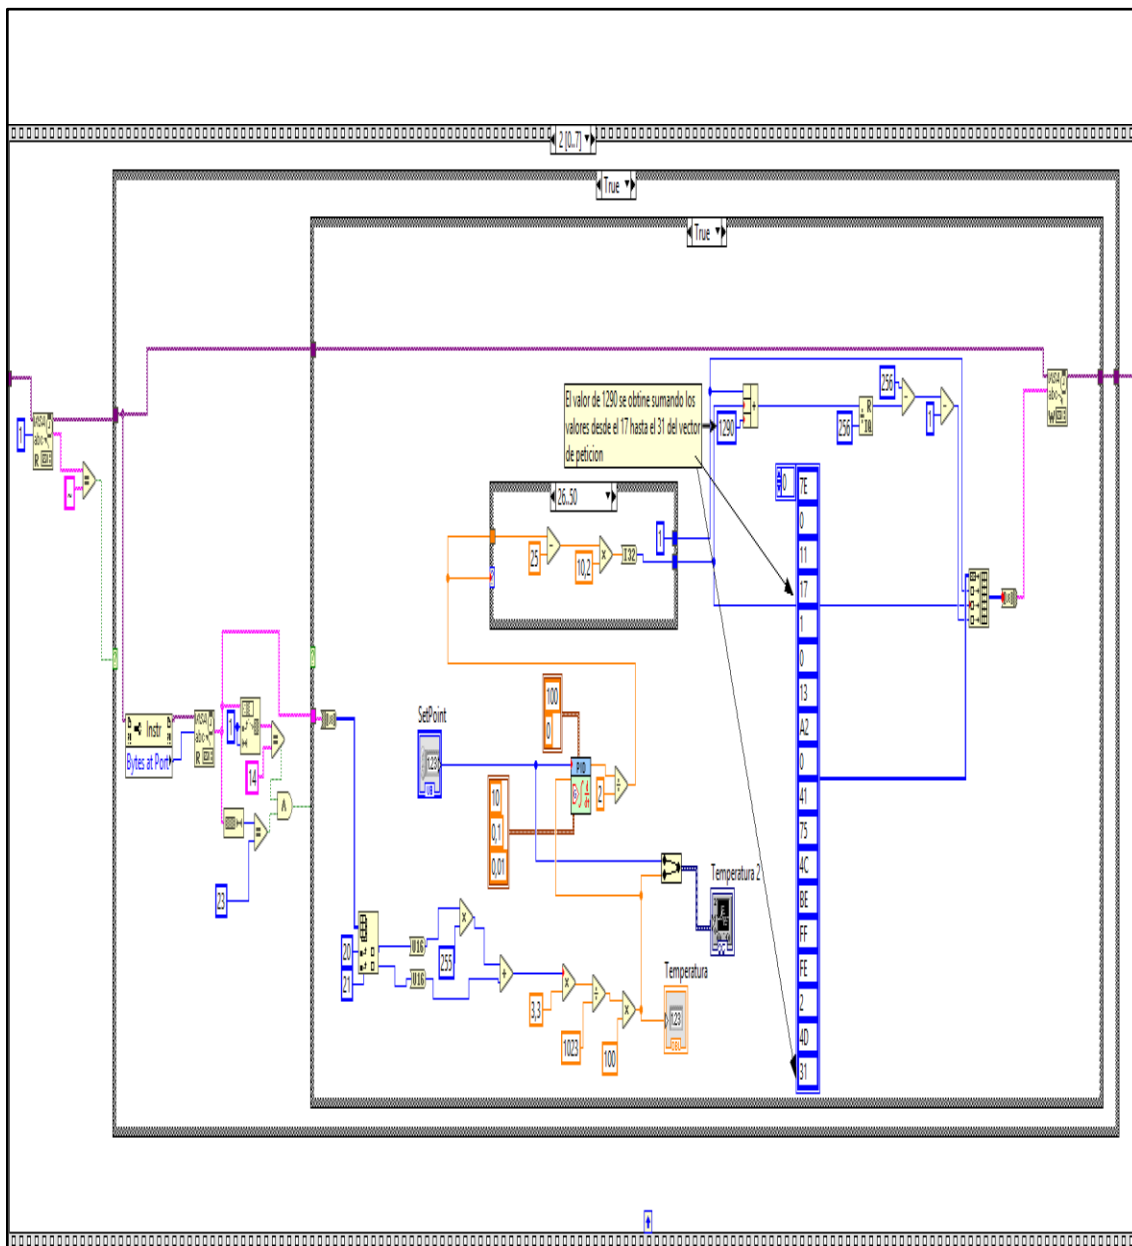 2 [0..7]
True
True
El valor de 1290 se obtine sumando los
valores desde el 17 hasta el 31 del vector
de peticion
1290
256
256
1
1
26..50
25
10,2
I32
1
0
7E
0
11
17
1
0
13
A2
0
41
75
4C
BE
FF
FE
2
4D
31
Instr
Bytes at Port
1
14
23
SetPoint
123
100
0
PID
2
10
0,1
0,01
Temperatura 2
20
21
U16
U16
255
3,3
1023
100
Temperatura
123
DBL